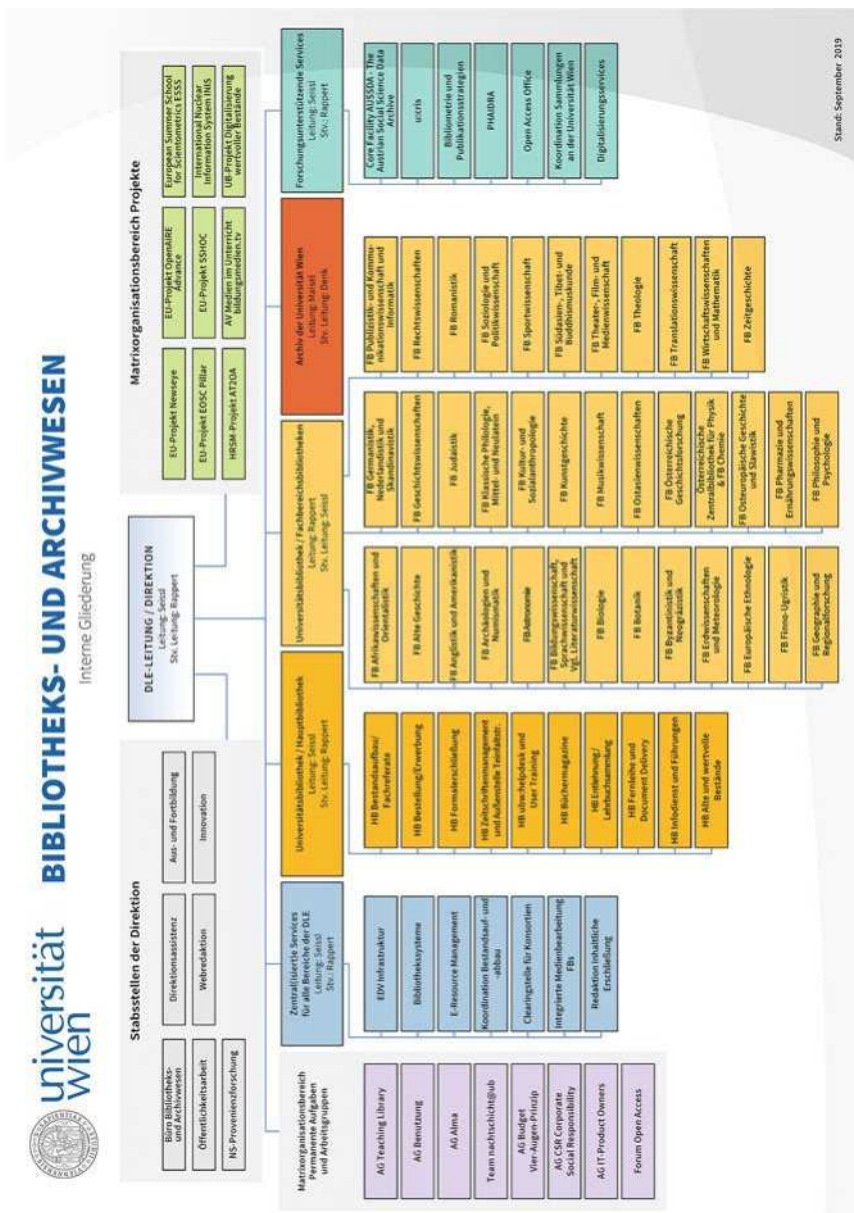 universität
wien
BIBLIOTHEKS- UND ARCHIVWESEN
Interne Gliederung
DLE-LEITUNG / DIREKTION
Leitung: Seissl
Stv. Leitung: Rappert
Stabsstellen der Direktion
Büro Bibliotheks-
und Archivwesen
Direktionsassistenz
Aus- und Fortbildung
Öffentlichkeitsarbeit
Webredaktion
Innovation
NS-Provenienzforschung
Matrixorganisationsbereich Projekte
EU-Projekt Newseye
EU-Projekt OpenAIRE
Advance
European Summer School
for Scientometrics ESSS
EU-Projekt EOSC Pillar
EU-Projekt SSHOC
International Nuclear
Information System INIS
HRSM-Projekt AT2OA
AV Medien im Unterricht
bildungsmedien.tv
UB-Projekt Digitalisierung
wertvoller Bestände
Matrixorganisationsbereich
Permanente Aufgaben
und Arbeitsgruppen
AG Teaching Library
AG Benutzung
AG Alma
Team nachtschicht@ub
AG Budget
Vier-Augen-Prinzip
AG CSR Corporate
Social Responsibility
AG IT-Product Owners
Forum Open Access
Zentral(isiert)e Services
für alle Bereiche der DLE
Leitung: Seissl
Stv.: Rappert
EDV Infrastruktur
Bibliothekssysteme
E-Resource Management
Koordination Bestandsauf- und
-abbau
Clearingstelle für Konsortien
Integrierte Medienbearbeitung
FBs
Redaktion Inhaltliche
Erschließung
Universitätsbibliothek / Hauptbibliothek
Leitung: Seissl
Stv. Leitung: Rappert
HB Bestandsaufbau/
Fachreferate
HB Bestellung/Erwerbung
HB Formalerschließung
HB Zeitschriftenmanagement
und Außenstelle Teinfaltstr.
HB ubw:helpdesk und
User Training
HB Büchermagazine
HB Entlehnung/
Lehrbuchsammlung
HB Fernleihe und
Document Delivery
HB Infodienst und Führungen
HB Alte und wertvolle
Bestände
Universitätsbibliothek / Fachbereichsbibliotheken
Leitung: Rappert
Stv. Leitung: Seissl
FB Afrikawissenschaften und
Orientalistik
FB Alte Geschichte
FB Anglistik und Amerikanistik
FB Archäologien und
Numismatik
FB Astronomie
FB Bildungswissenschaft,
Sprachwissenschaft und
Vgl. Literaturwissenschaft
FB Biologie
FB Botanik
FB Byzantinistik und
Neogräzistik
FB Erdwissenschaften
und Meteorologie
FB Europäische Ethnologie
FB Finno-Ugristik
FB Geographie und
Regionalforschung
FB Germanistik,
Nederlandistik und
Skandinavistik
FB Geschichtswissenschaften
FB Judaistik
FB Klassische Philologie,
Mittel- und Neulatein
FB Kultur- und
Sozialanthropologie
FB Kunstgeschichte
FB Musikwissenschaft
FB Ostasienwissenschaften
FB Österreichische
Geschichtsforschung
Österreichische
Zentralbibliothek für Physik
& FB Chemie
FB Osteuropäische Geschichte
und Slawistik
FB Pharmazie und
Ernährungswissenschaften
FB Philosophie und
Psychologie
FB Publizistik- und Kommu-
nikationswissenschaft und
Informatik
FB Rechtswissenschaften
FB Romanistik
FB Soziologie und
Politikwissenschaft
FB Sportwissenschaft
FB Südasien-, Tibet- und
Buddhismuskunde
FB Theater-, Film- und
Medienwissenschaft
FB Theologie
FB Translationswissenschaft
FB Wirtschaftswissenschaften
und Mathematik
FB Zeitgeschichte
Archiv der Universität Wien
Leitung: Maisel
Stv. Leitung: Denk
Forschungsunterstützende Services
Leitung: Seissl
Stv.: Rappert
Core Facility AUSSDA - The
Austrian Social Science Data
Archive
u:cris
Bibliometrie und
Publikationsstrategien
PHAIDRA
Open Access Office
Koordination Sammlungen
an der Universität Wien
Digitalisierungsservices
Stand: September 2019